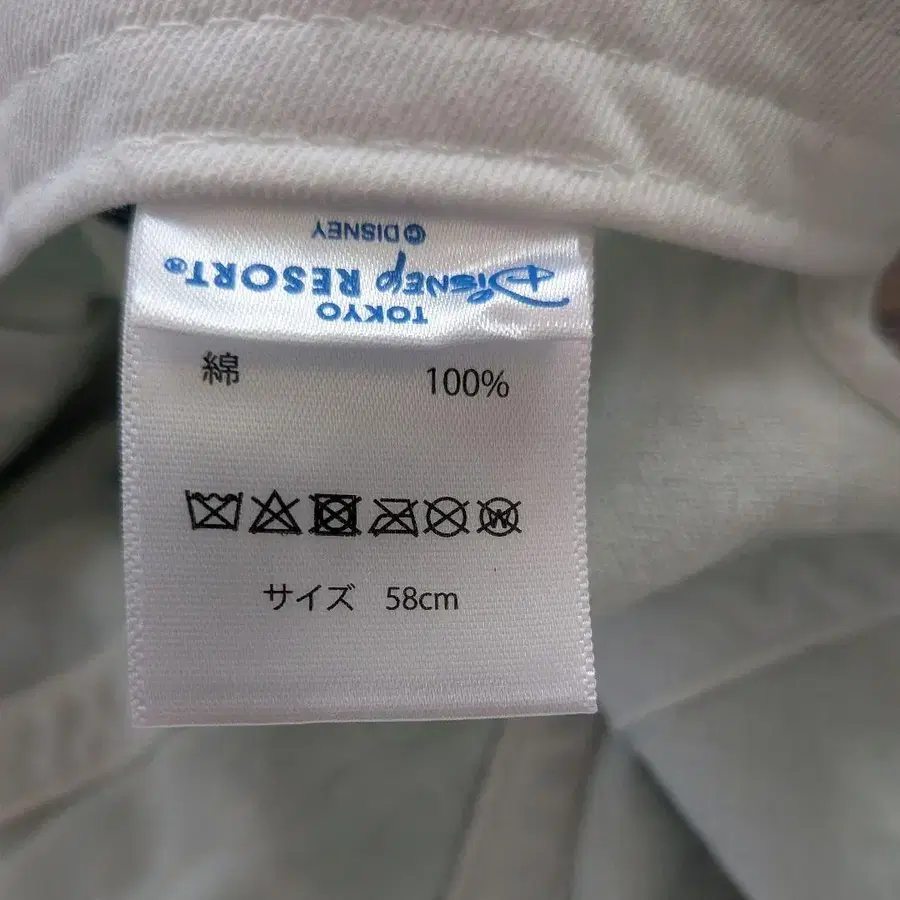 © DISNEY
Disney RESORT®
TOKYO
綿 100%
サイズ 58cm